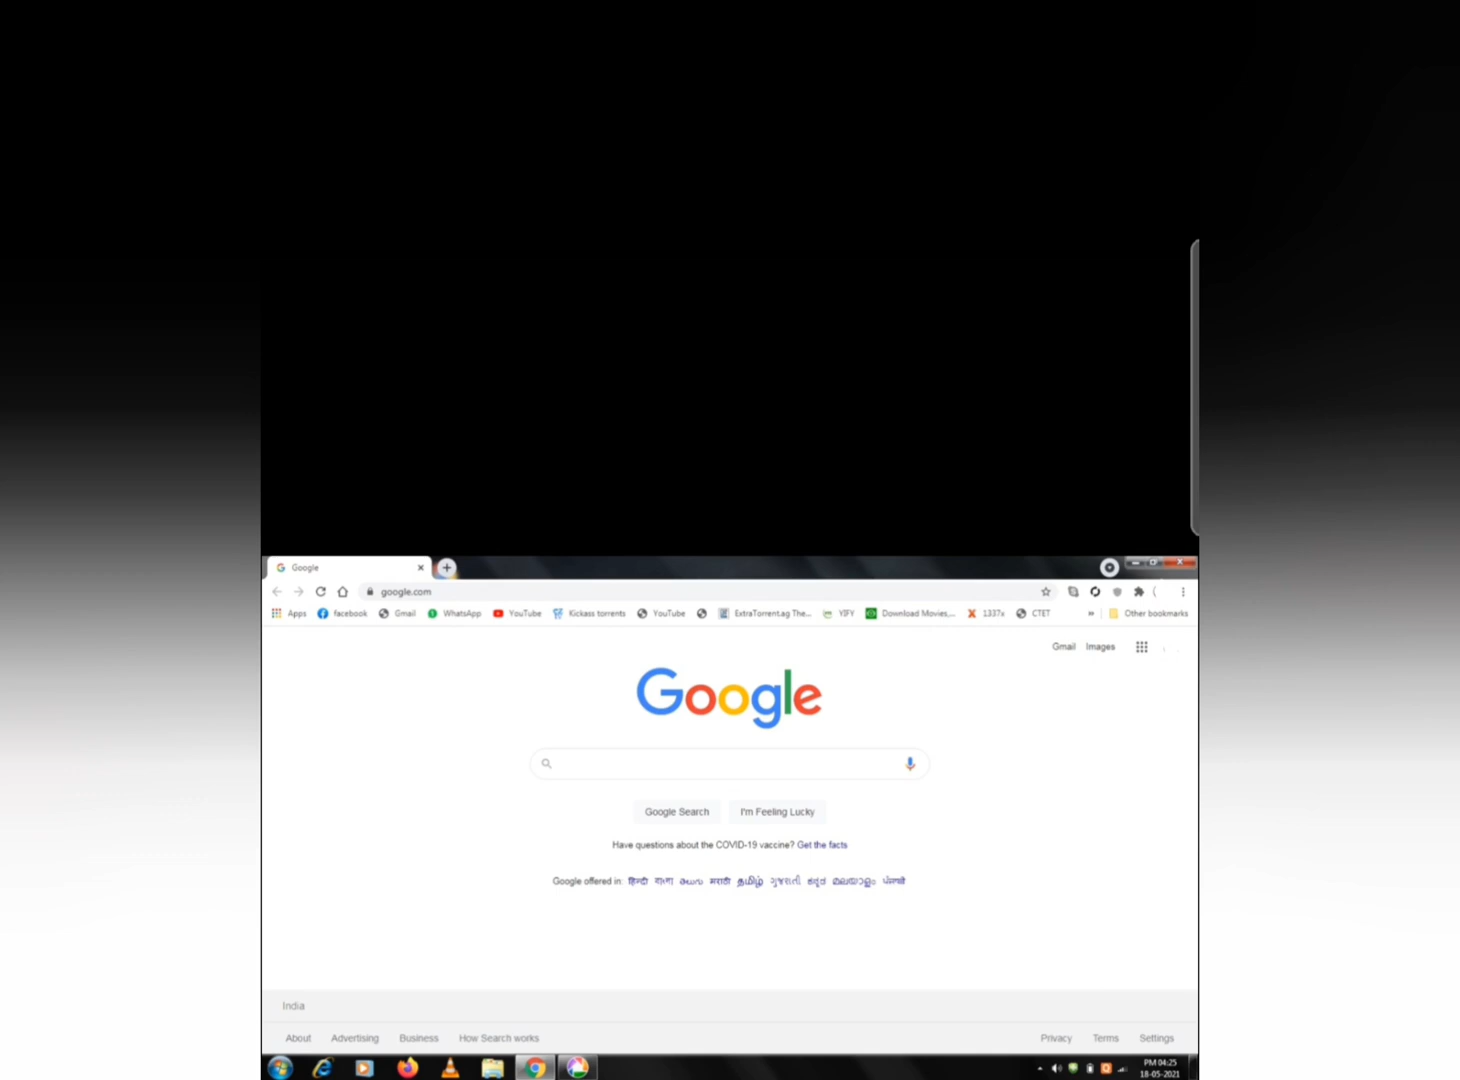 Google
google.com
Apps facebook Gmail WhatsApp YouTube Kickass torrents YouTube ExtraTorrent.ag The... YIFY Download Movies,... 1337x CTET » Other bookmarks
Gmail Images
Google
Google Search I'm Feeling Lucky
Have questions about the COVID-19 vaccine? Get the facts
Google offered in: हिन्दी বাংলা తెలుగు मराठी தமிழ் ગુજરાતી ಕನ್ನಡ മലയാളം ਪੰਜਾਬੀ
India
About Advertising Business How Search works Privacy Terms Settings
PM 04:25
18-05-2021